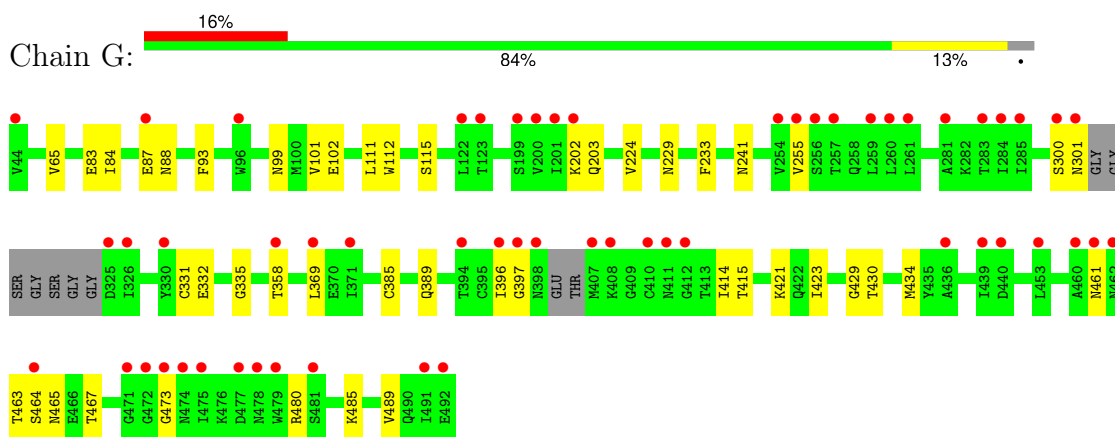 16%
Chain G:
84% 13% •
V44 V65 E83 I84 E87 N88 F93 W96 N99 M100 V101 E102 L111 W112 S115 L122 T123 S199 V200 I201 K202 Q203 V224 N229 F233 N241 V254 V255 S256 T257 Q258 L259 L260 L261 A281 K282 T283 I284 I285 S300 N301 GLY GLY
SER GLY SER GLY GLY D325 I326 Y330 C331 E332 G335 T358 L369 E370 I371 C385 Q389 T394 C395 I396 G397 N398 GLU THR M407 K408 G409 C410 N411 G412 T413 I414 T415 K421 Q422 I423 G429 T430 M434 Y435 A436 I439 D440 L453 A460 N461 N462
T463 S464 N465 E466 T467 G471 G472 G473 N474 I475 K476 D477 N478 W479 R480 S481 K485 V489 Q490 I491 E492